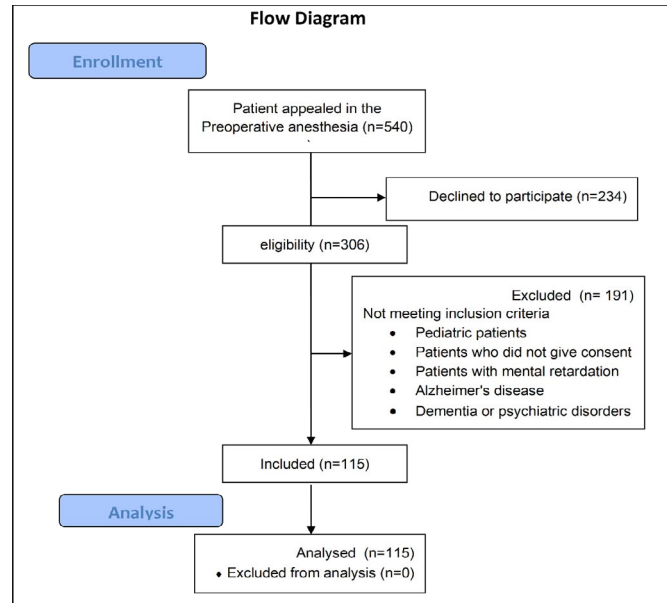 Flow Diagram
Enrollment
Patient appealed in the
Preoperative anesthesia (n=540)
Declined to participate (n=234)
eligibility (n=306)
Excluded (n= 191)
Not meeting inclusion criteria
• Pediatric patients
• Patients who did not give consent
• Patients with mental retardation
• Alzheimer's disease
• Dementia or psychiatric disorders
Included (n=115)
Analysis
Analysed (n=115)
♦ Excluded from analysis (n=0)